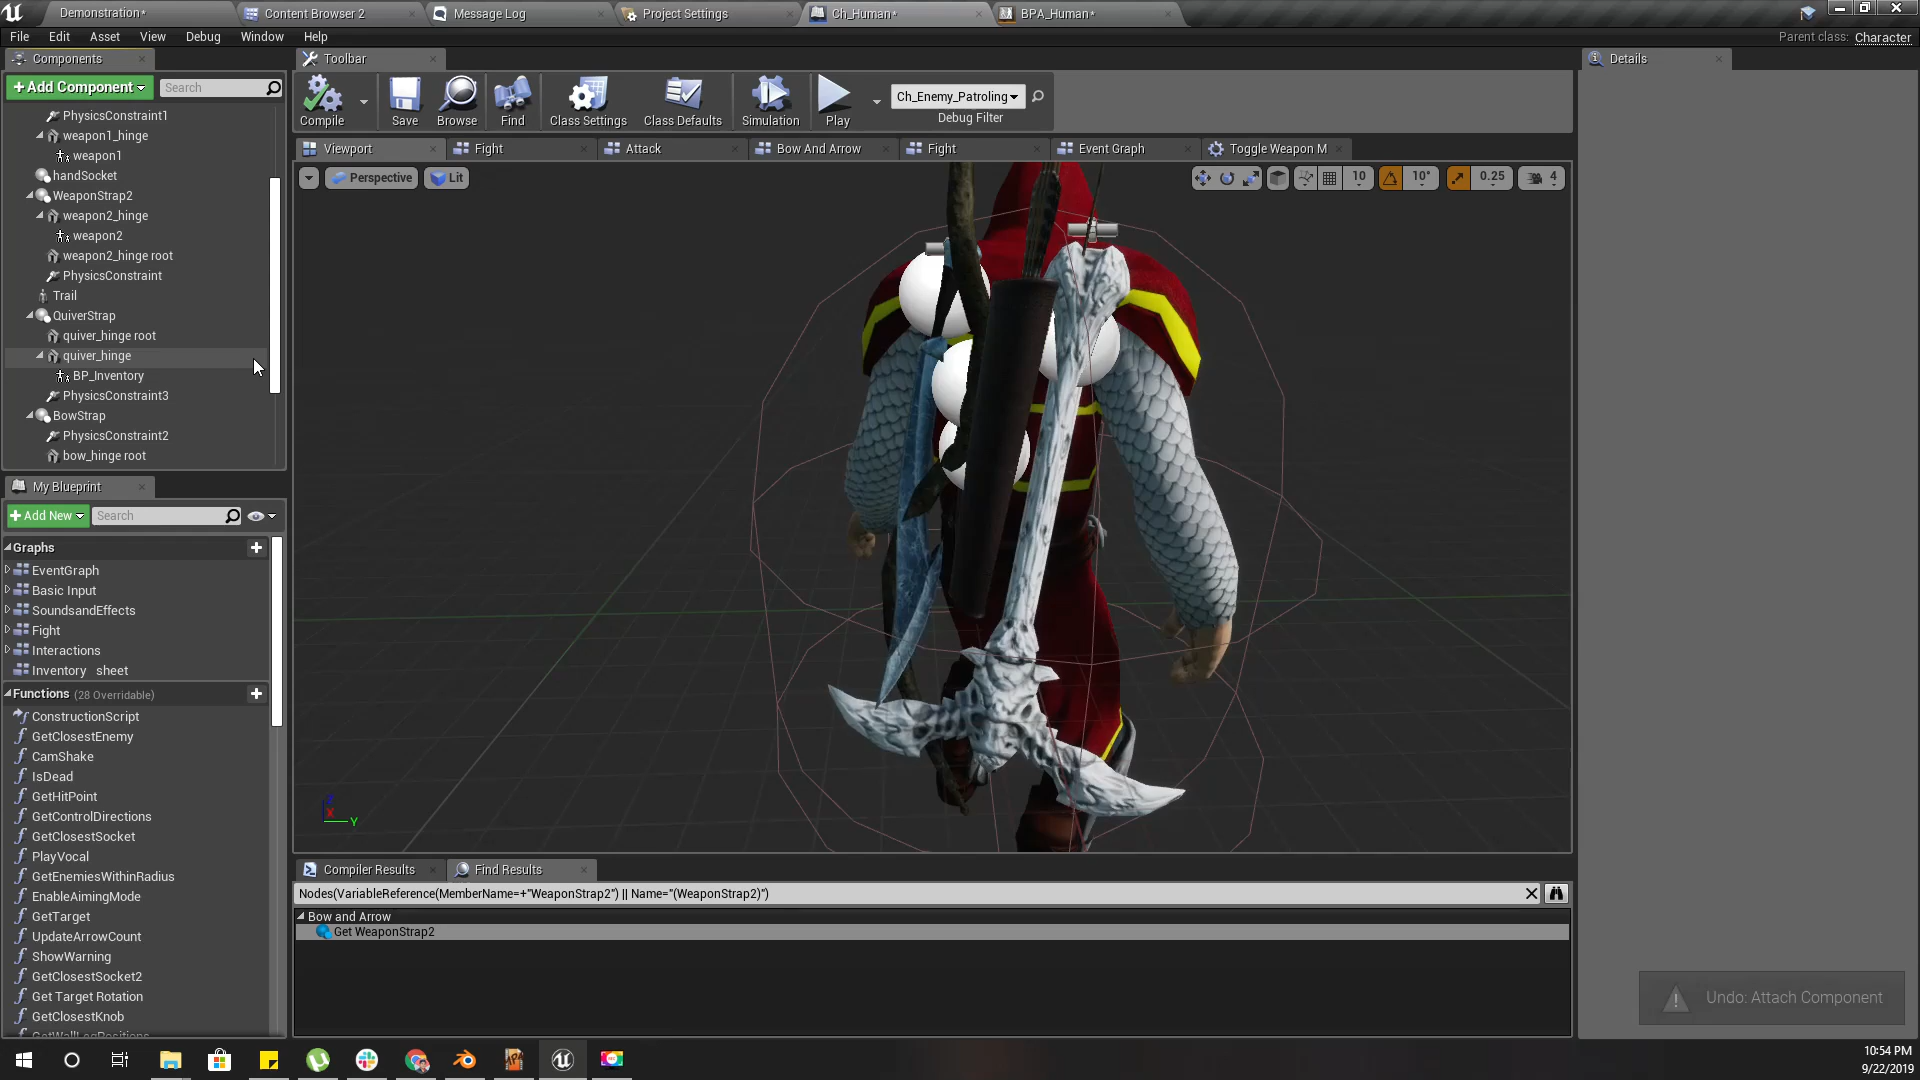 Demonstration*
Content Browser 2
Message Log
Project Settings
Ch_Human*
BPA_Human*
File Edit Asset View Debug Window Help
Parent class: Character
Components
+Add Component
Search
PhysicsConstraint1
weapon1_hinge
weapon1
handSocket
WeaponStrap2
weapon2_hinge
weapon2
weapon2_hinge root
PhysicsConstraint
Trail
QuiverStrap
quiver_hinge root
quiver_hinge
BP_Inventory
PhysicsConstraint3
BowStrap
PhysicsConstraint2
bow_hinge root
My Blueprint
+Add New
Search
Graphs
EventGraph
Basic Input
SoundsandEffects
Fight
Interactions
Inventory sheet
Functions (28 Overridable)
ConstructionScript
GetClosestEnemy
CamShake
IsDead
GetHitPoint
GetControlDirections
GetClosestSocket
PlayVocal
GetEnemiesWithinRadius
EnableAimingMode
GetTarget
UpdateArrowCount
ShowWarning
GetClosestSocket2
Get Target Rotation
GetClosestKnob
GetWallLegPositions
Toolbar
Compile
Save
Browse
Find
Class Settings
Class Defaults
Simulation
Play
Ch_Enemy_Patroling
Debug Filter
Viewport
Fight
Attack
Bow And Arrow
Fight
Event Graph
Toggle Weapon M
Perspective
Lit
10
10°
0.25
4
X
Z
Y
Compiler Results
Find Results
Nodes(VariableReference(MemberName=+"WeaponStrap2") || Name="(WeaponStrap2)")
Bow and Arrow
Get WeaponStrap2
Details
Undo: Attach Component
10:54 PM
9/22/2019